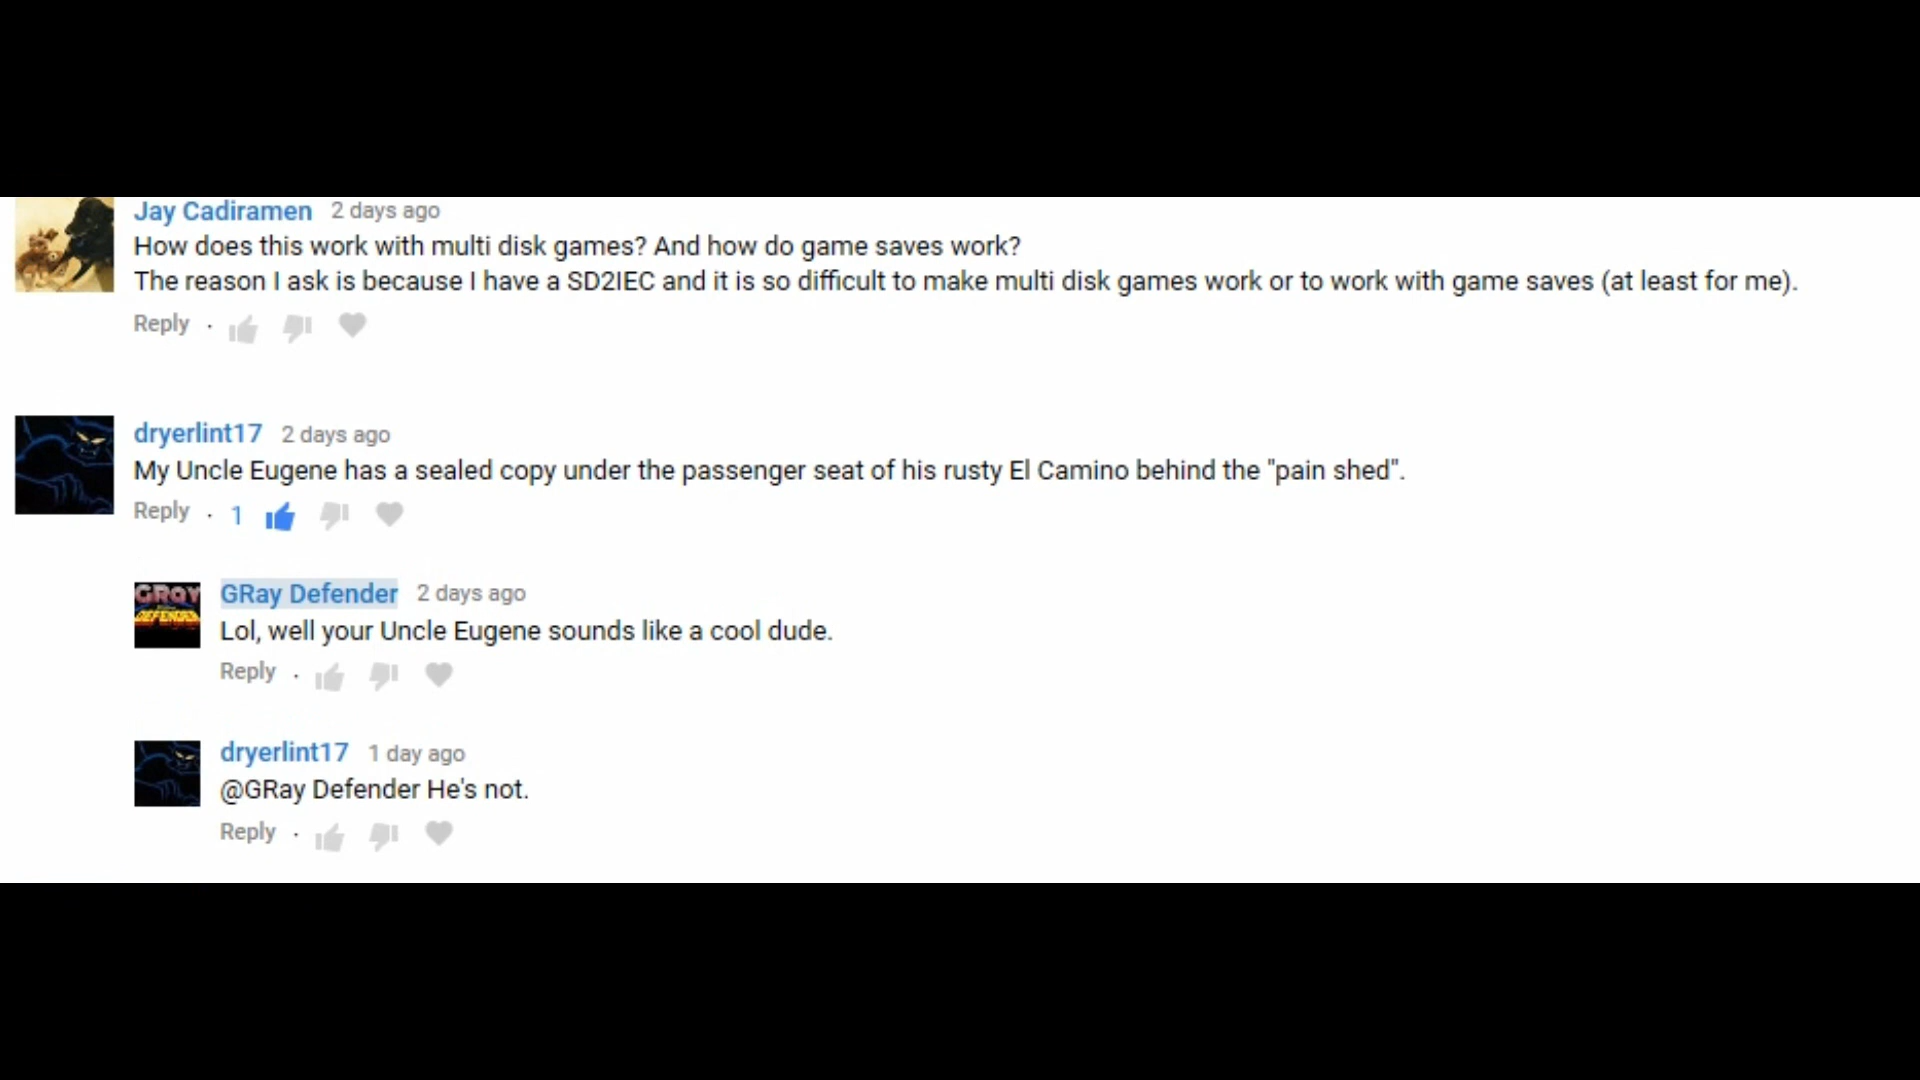 Jay Cadiramen 2 days ago
How does this work with multi disk games? And how do game saves work?
The reason I ask is because I have a SD2IEC and it is so difficult to make multi disk games work or to work with game saves (at least for me).
Reply ·
dryerlint17 2 days ago
My Uncle Eugene has a sealed copy under the passenger seat of his rusty El Camino behind the "pain shed".
Reply · 1
GRay DEFENDER
GRay Defender 2 days ago
Lol, well your Uncle Eugene sounds like a cool dude.
Reply ·
dryerlint17 1 day ago
@GRay Defender He's not.
Reply ·